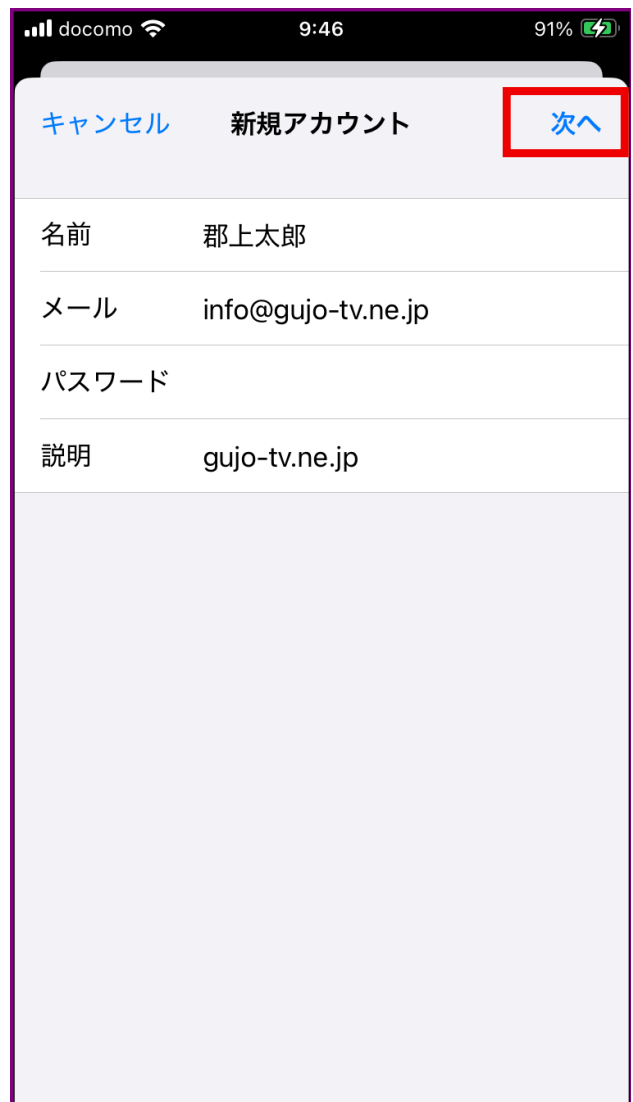 docomo 9:46 91%
キャンセル 新規アカウント 次へ
名前 郡上太郎
メール info@gujo-tv.ne.jp
パスワード
説明 gujo-tv.ne.jp